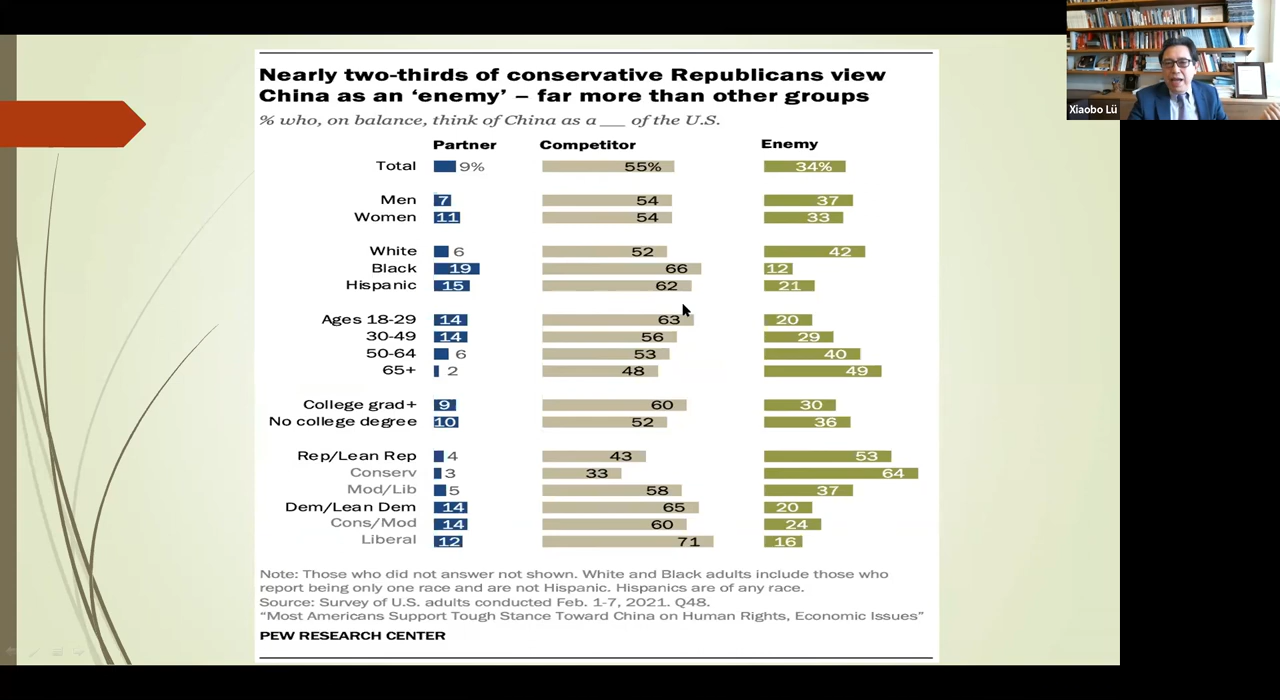 Nearly two-thirds of conservative Republicans view
China as an ‘enemy’ – far more than other groups
% who, on balance, think of China as a ___ of the U.S.
Partner Competitor Enemy
Total 9% 55% 34%
Men 7 54 37
Women 11 54 33
White 6 52 42
Black 19 66 12
Hispanic 15 62 21
Ages 18-29 14 63 20
30-49 14 56 29
50-64 6 53 40
65+ 2 48 49
College grad+ 9 60 30
No college degree 10 52 36
Rep/Lean Rep 4 43 53
Conserv 3 33 64
Mod/Lib 5 58 37
Dem/Lean Dem 14 65 20
Cons/Mod 14 60 24
Liberal 12 71 16
Note: Those who did not answer not shown. White and Black adults include those who
report being only one race and are not Hispanic. Hispanics are of any race.
Source: Survey of U.S. adults conducted Feb. 1-7, 2021. Q48.
“Most Americans Support Tough Stance Toward China on Human Rights, Economic Issues”
PEW RESEARCH CENTER
Xiaobo Lü